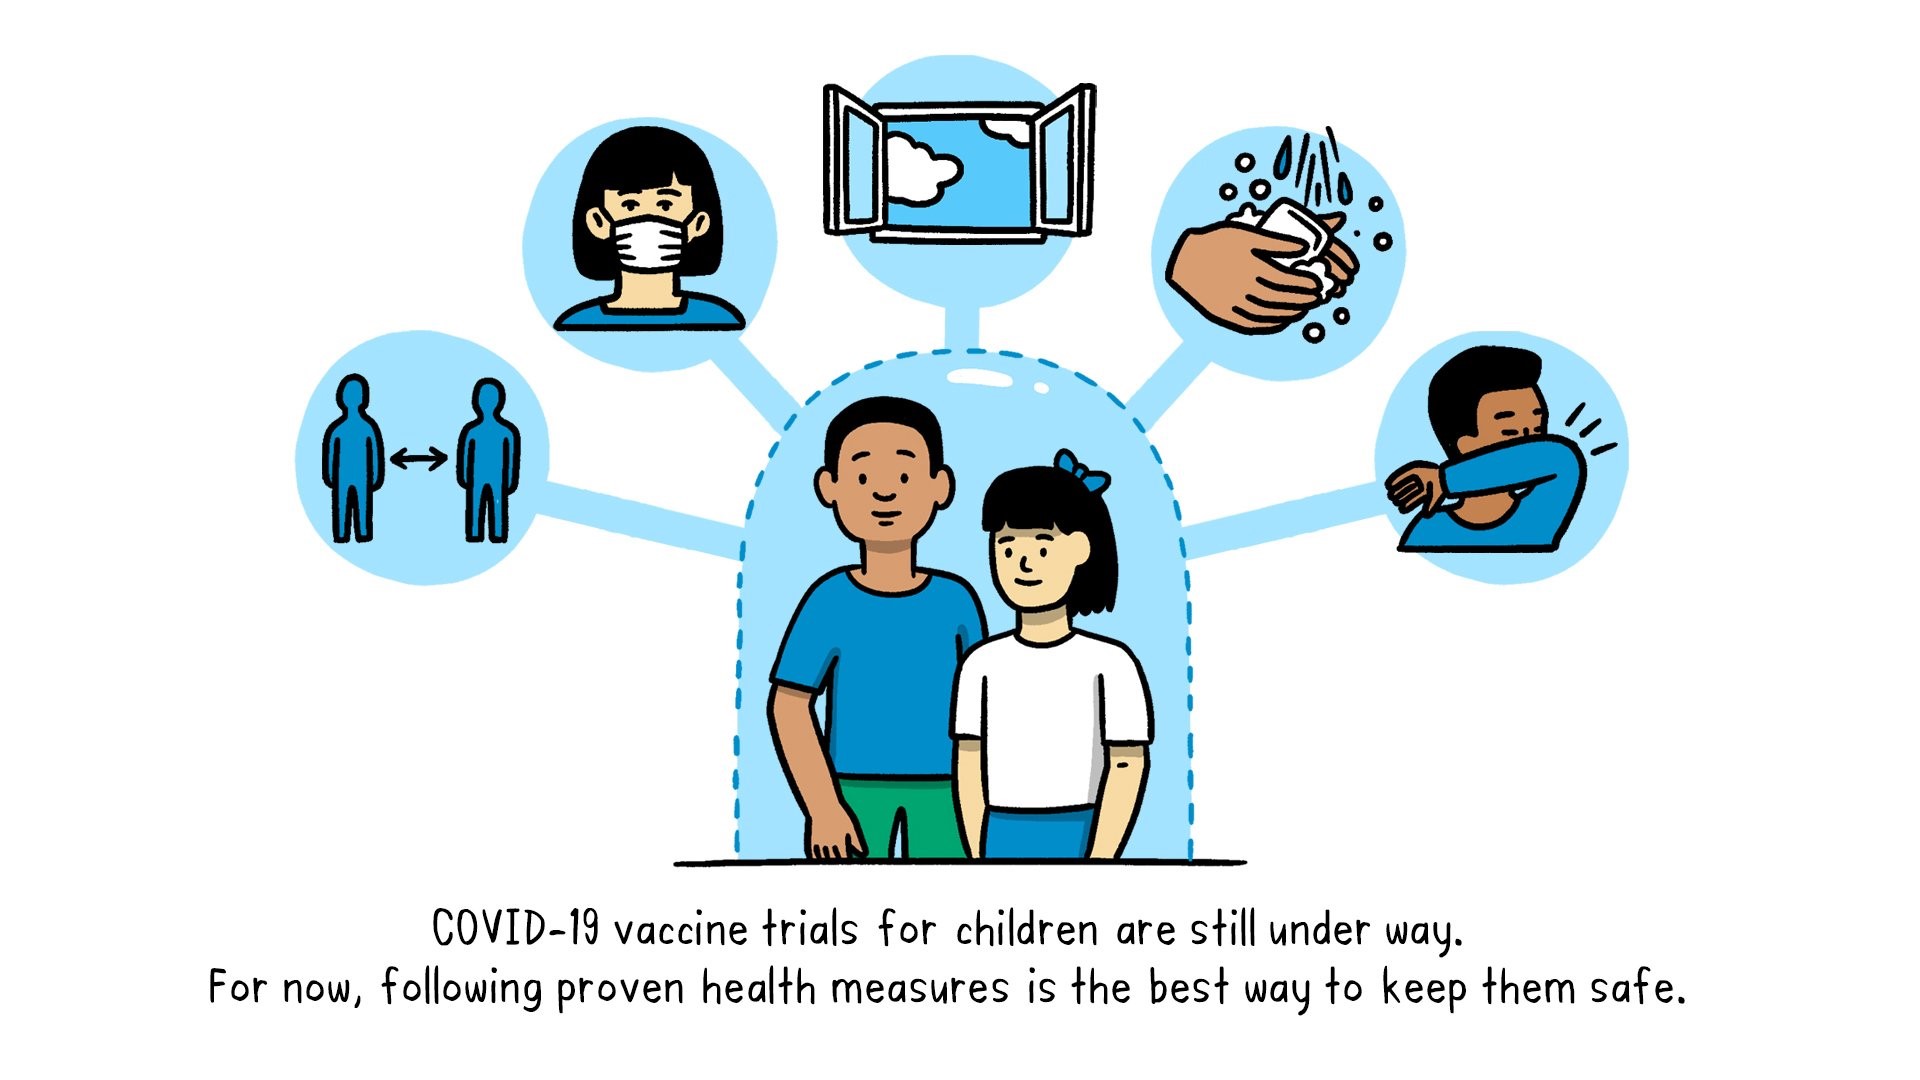 COVID-19 vaccine trials for children are still under way.
For now, following proven health measures is the best way to keep them safe.